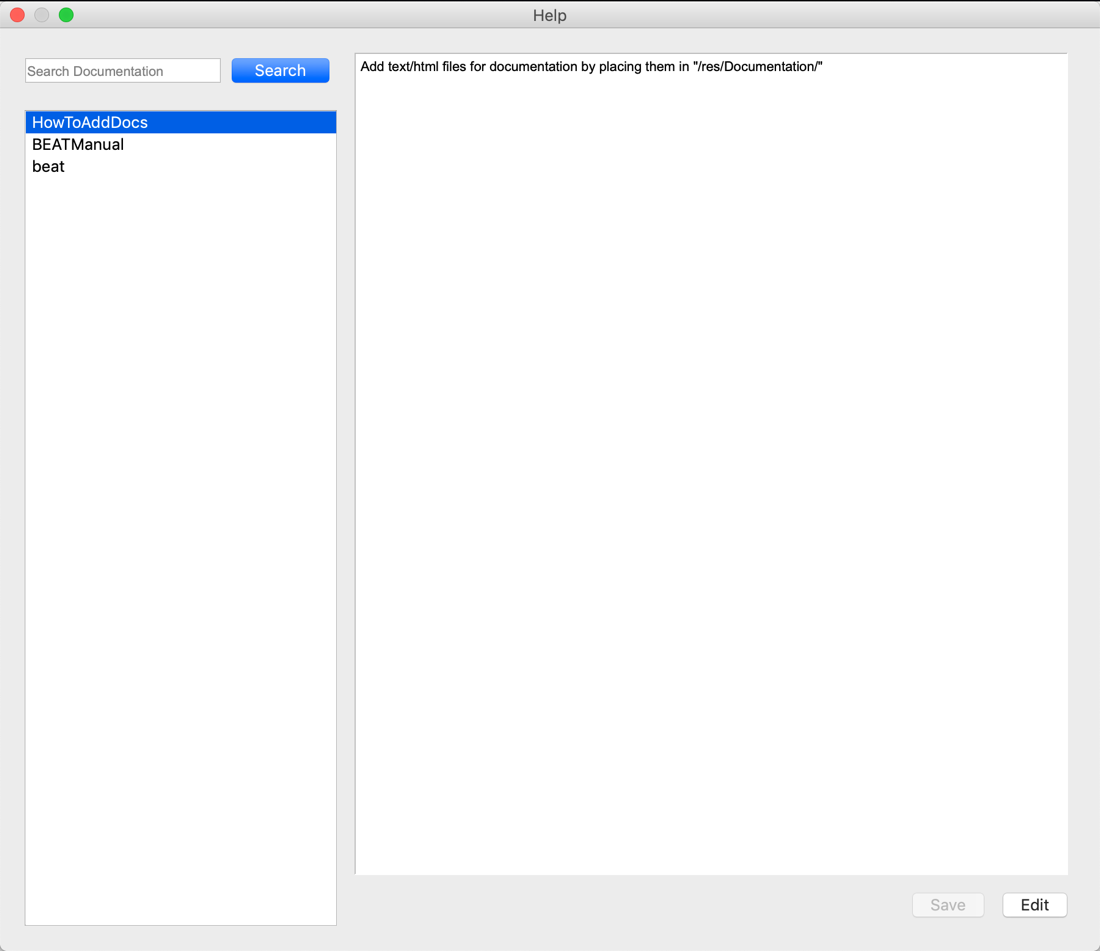 Help
Search Documentation
Search
HowToAddDocs
BEATManual
beat
Add text/html files for documentation by placing them in "/res/Documentation/"
Save
Edit